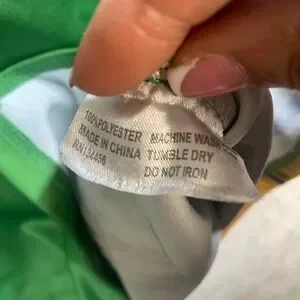 100%POLYESTER MACHINE WASH
MADE IN CHINA TUMBLE DRY
DO NOT IRON